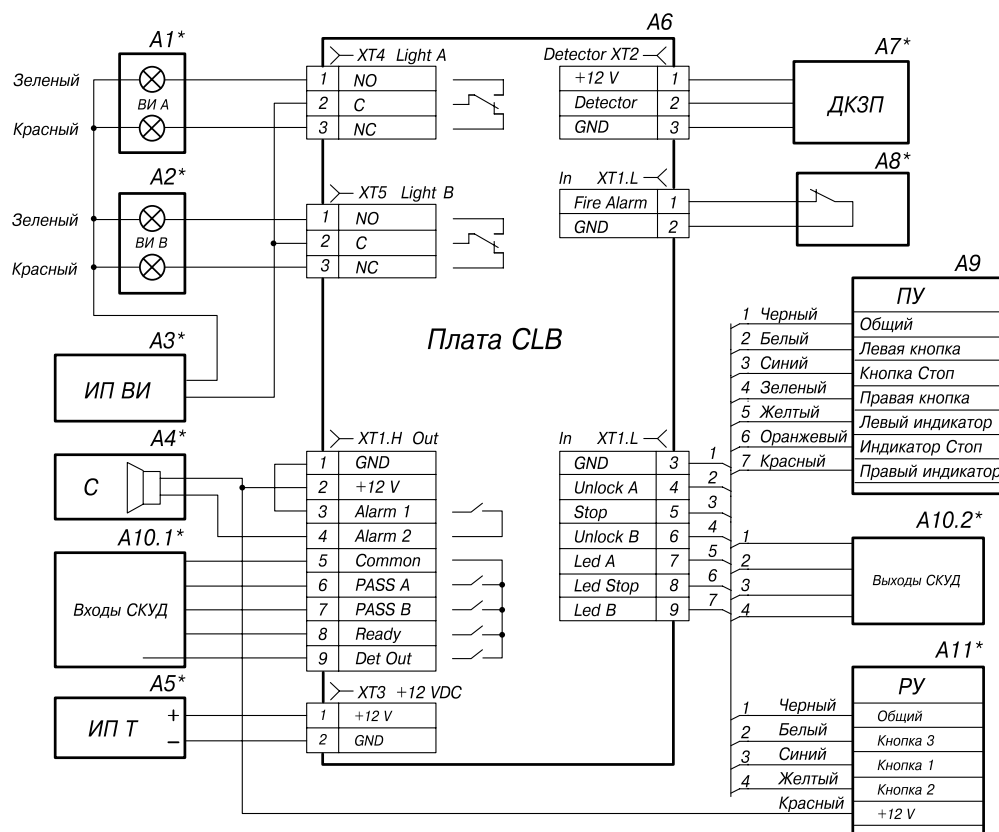 A6
A1*
Зеленый
ВИ А
Красный
A2*
Зеленый
ВИ В
Красный
A3*
ИП ВИ
A4*
С
A10.1*
Входы СКУД
A5*
ИП Т
+
−
XT4 Light A
1 NO
2 C
3 NC
XT5 Light B
1 NO
2 C
3 NC
Плата CLB
XT1.H Out
1 GND
2 +12 V
3 Alarm 1
4 Alarm 2
5 Common
6 PASS A
7 PASS B
8 Ready
9 Det Out
XT3 +12 VDC
1 +12 V
2 GND
Detector XT2
+12 V 1
Detector 2
GND 3
In XT1.L
Fire Alarm 1
GND 2
In XT1.L
GND 3 1
Unlock A 4 2
Stop 5 3
Unlock B 6 4
Led A 7 5
Led Stop 8 6
Led B 9 7
A7*
ДКЗП
A8*
A9
ПУ
1 Черный Общий
2 Белый Левая кнопка
3 Синий Кнопка Стоп
4 Зеленый Правая кнопка
5 Желтый Левый индикатор
6 Оранжевый Индикатор Стоп
7 Красный Правый индикатор
A10.2*
1
2
3
4
Выходы СКУД
A11*
РУ
1 Черный Общий
2 Белый Кнопка 3
3 Синий Кнопка 1
4 Желтый Кнопка 2
Красный +12 V